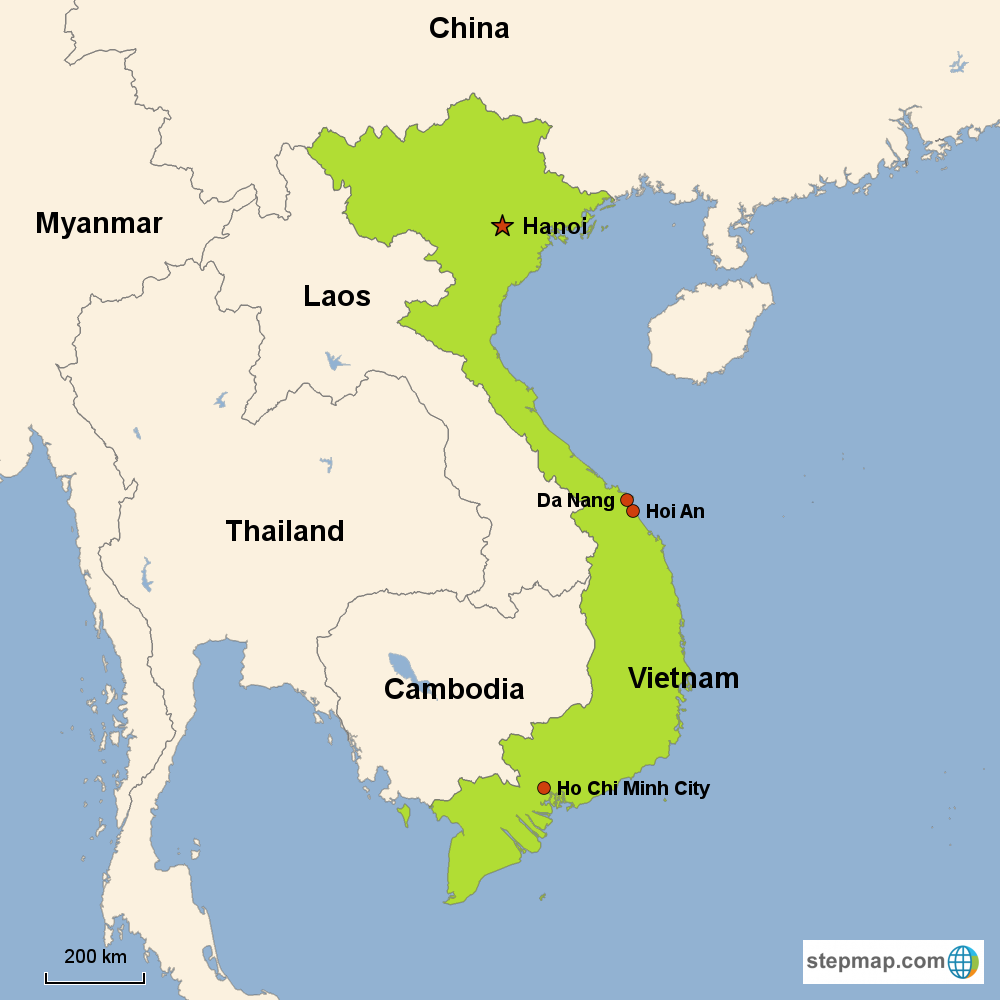 China
Myanmar
Hanoi
Laos
Da Nang
Hoi An
Thailand
Vietnam
Cambodia
Ho Chi Minh City
200 km
stepmap.com